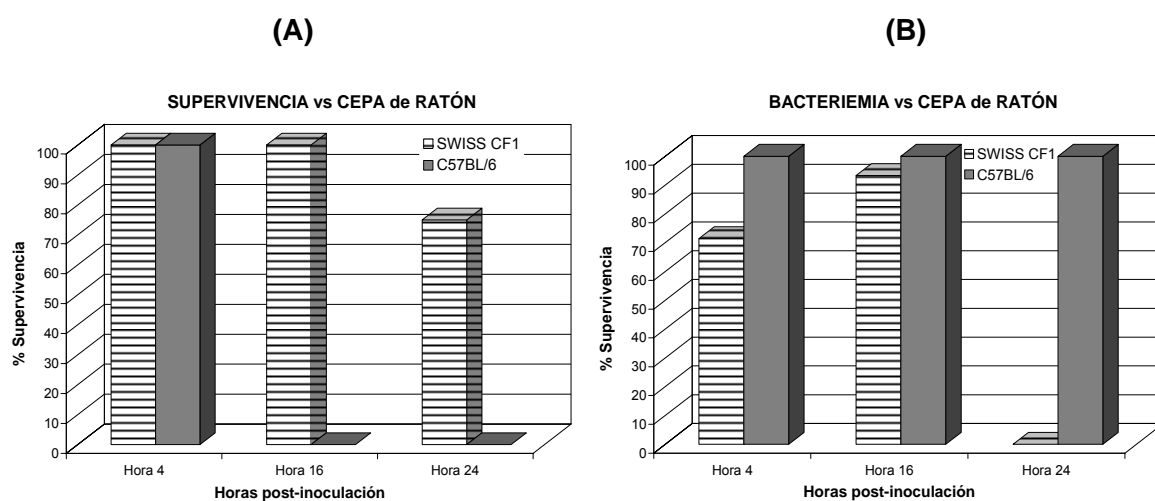 (A)
SUPERVIVENCIA vs CEPA de RATÓN
SWISS CF1
C57BL/6
% Supervivencia
100
90
80
70
60
50
40
30
20
10
0
Hora 4
Hora 16
Hora 24
Horas post-inoculación
(B)
BACTERIEMIA vs CEPA de RATÓN
SWISS CF1
C57BL/6
% Supervivencia
100
90
80
70
60
50
40
30
20
10
0
Hora 4
Hora 16
Hora 24
Horas post-inoculación